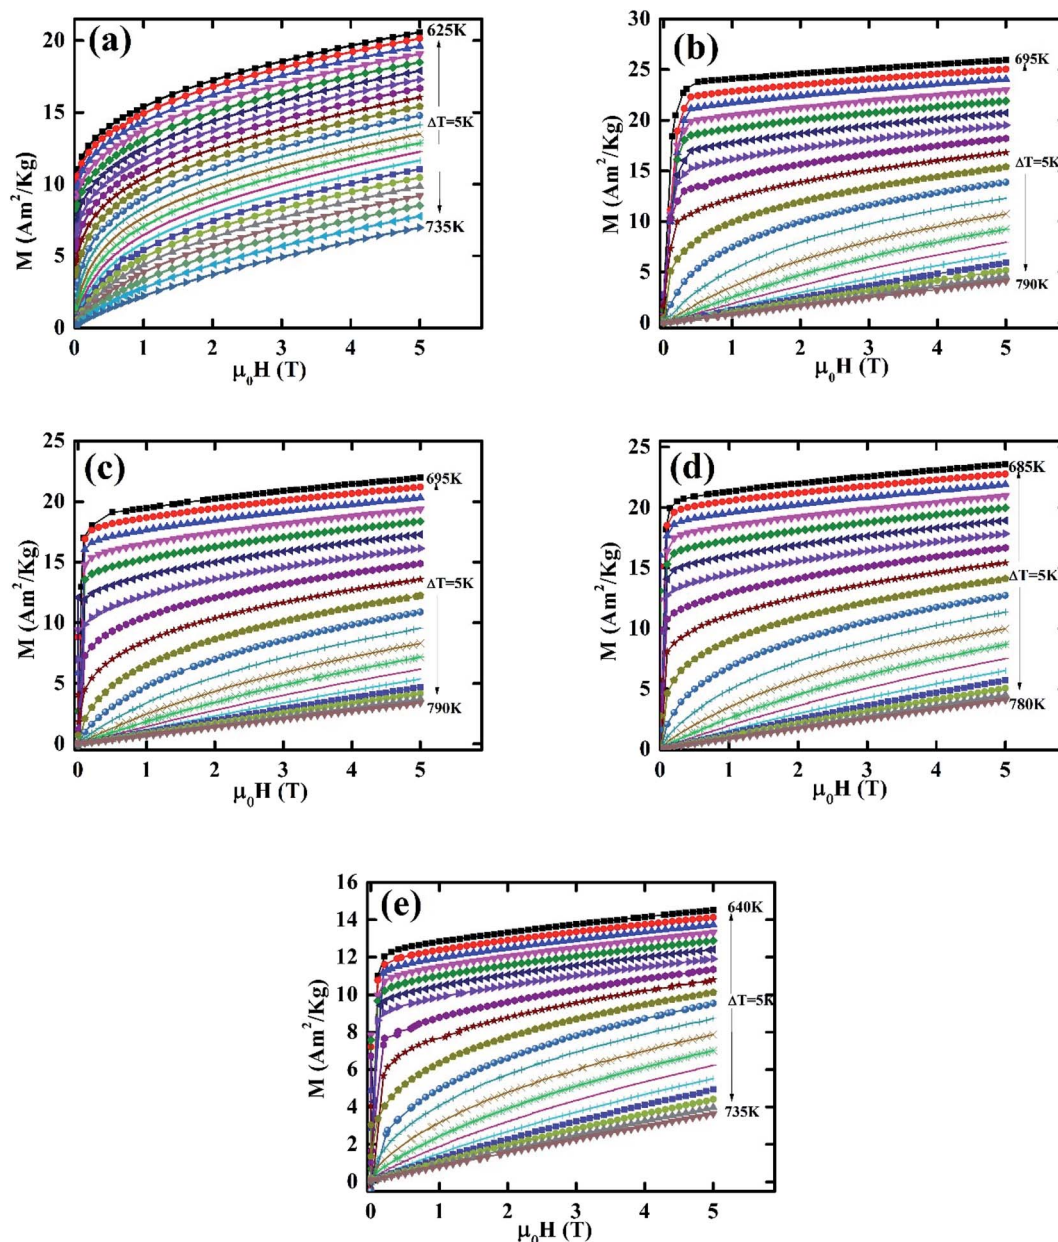 (a)
625K
20
15
ΔT=5K
10
5
735K
0
0 1 2 3 4 5
M (Am²/Kg)
μ₀H (T)
(b)
30
695K
25
20
15
ΔT=5K
10
5
790K
0
0 1 2 3 4 5
M (Am²/Kg)
μ₀H (T)
(c)
25
695K
20
15
ΔT=5K
10
5
790K
0
0 1 2 3 4 5
M (Am²/Kg)
μ₀H (T)
(d)
25
685K
20
15
ΔT=5K
10
5
780K
0
0 1 2 3 4 5
M (Am²/Kg)
μ₀H (T)
(e)
16
640K
14
12
10
ΔT=5K
8
6
4
735K
2
0
0 1 2 3 4 5
M (Am²/Kg)
μ₀H (T)